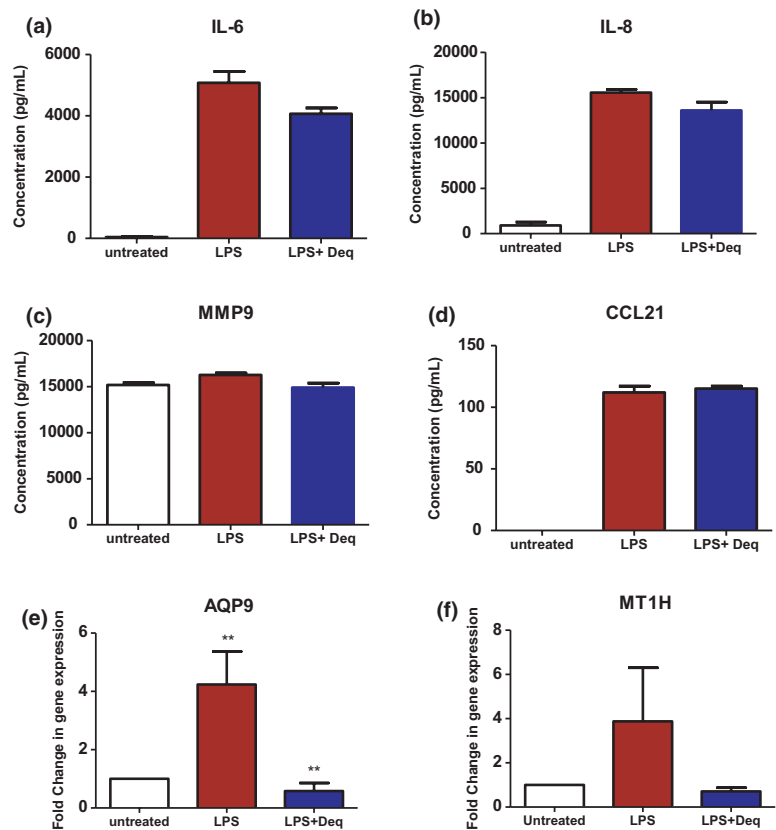 (a)
IL-6
Concentration (pg/mL)
6000
4000
2000
0
untreated
LPS
LPS+ Deq
(b)
IL-8
Concentration (pg/mL)
20000
15000
10000
5000
0
untreated
LPS
LPS+Deq
(c)
MMP9
Concentration (pg/mL)
20000
15000
10000
5000
0
untreated
LPS
LPS+ Deq
(d)
CCL21
Concentration (pg/mL)
150
100
50
0
untreated
LPS
LPS+ Deq
(e)
AQP9
Fold Change in gene expression
6
4
2
0
**
**
untreated
LPS
LPS+Deq
(f)
MT1H
Fold Change in gene expression
8
6
4
2
0
Untreated
LPS
LPS+Deq